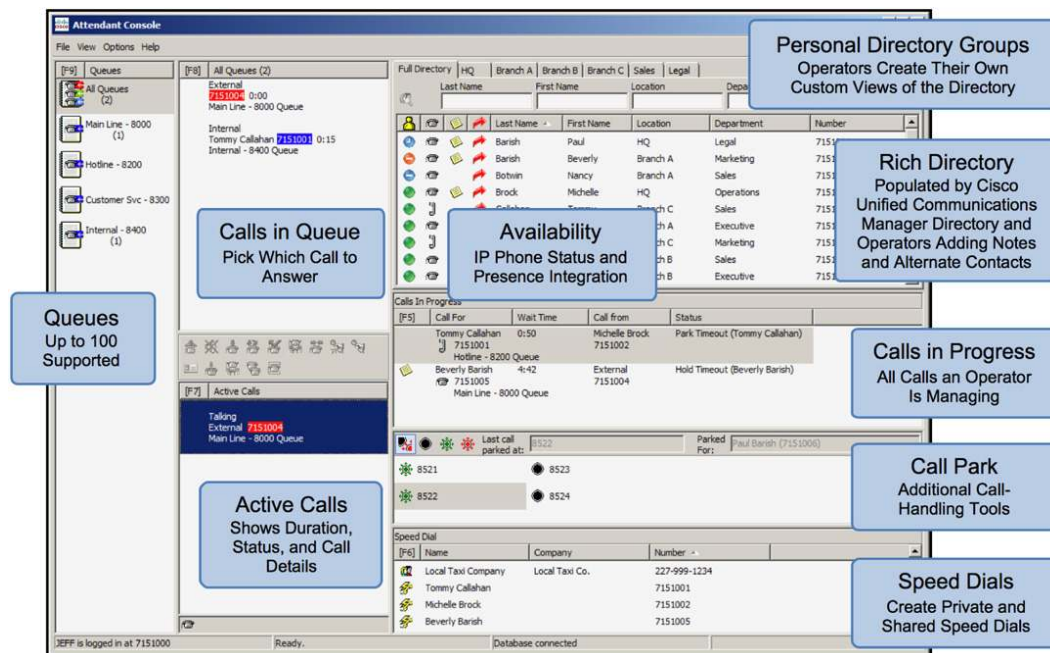 Attendant Console
File View Options Help
[F9] Queues
All Queues
(2)
Main Line - 8000
(1)
Hotline - 8200
Customer Svc - 8300
Internal - 8400
(1)
Queues
Up to 100
Supported
[F8] All Queues (2)
External
7151004 0:00
Main Line - 8000 Queue
Internal
Tommy Callahan 7151001 0:15
Internal - 8400 Queue
Calls in Queue
Pick Which Call to
Answer
[F7] Active Calls
Talking
External 7151004
Main Line - 8000 Queue
Active Calls
Shows Duration,
Status, and Call
Details
Full Directory HQ Branch A Branch B Branch C Sales Legal
Last Name First Name Location
Personal Directory Groups
Operators Create Their Own
Custom Views of the Directory
Last Name First Name Location Department Number
Barish Paul HQ Legal
Barish Beverly Branch A Marketing
Botwin Nancy Branch A Sales
Brock Michelle HQ Operations
Sales
Executive
Marketing
Sales
Executive
Availability
IP Phone Status and
Presence Integration
Rich Directory
Populated by Cisco
Unified Communications
Manager Directory and
Operators Adding Notes
and Alternate Contacts
Calls In Progress
[F5] Call For Wait Time Call from Status
Tommy Callahan 0:50 Michelle Brock Park Timeout (Tommy Callahan)
7151001 7151002
Hotline - 8200 Queue
Beverly Barish 4:42 External Hold Timeout (Beverly Barish)
7151005 7151004
Main Line - 8000 Queue
Calls in Progress
All Calls an Operator
Is Managing
Last call
parked at: 8522 Parked
For: Paul Barish (7151006)
8521 8523
8522 8524
Call Park
Additional Call-
Handling Tools
Speed Dial
[F6] Name Company Number
Local Taxi Company Local Taxi Co. 227-999-1234
Tommy Callahan 7151001
Michelle Brock 7151002
Beverly Barish 7151005
Speed Dials
Create Private and
Shared Speed Dials
JEFF is logged in at 7151000 Ready. Database connected